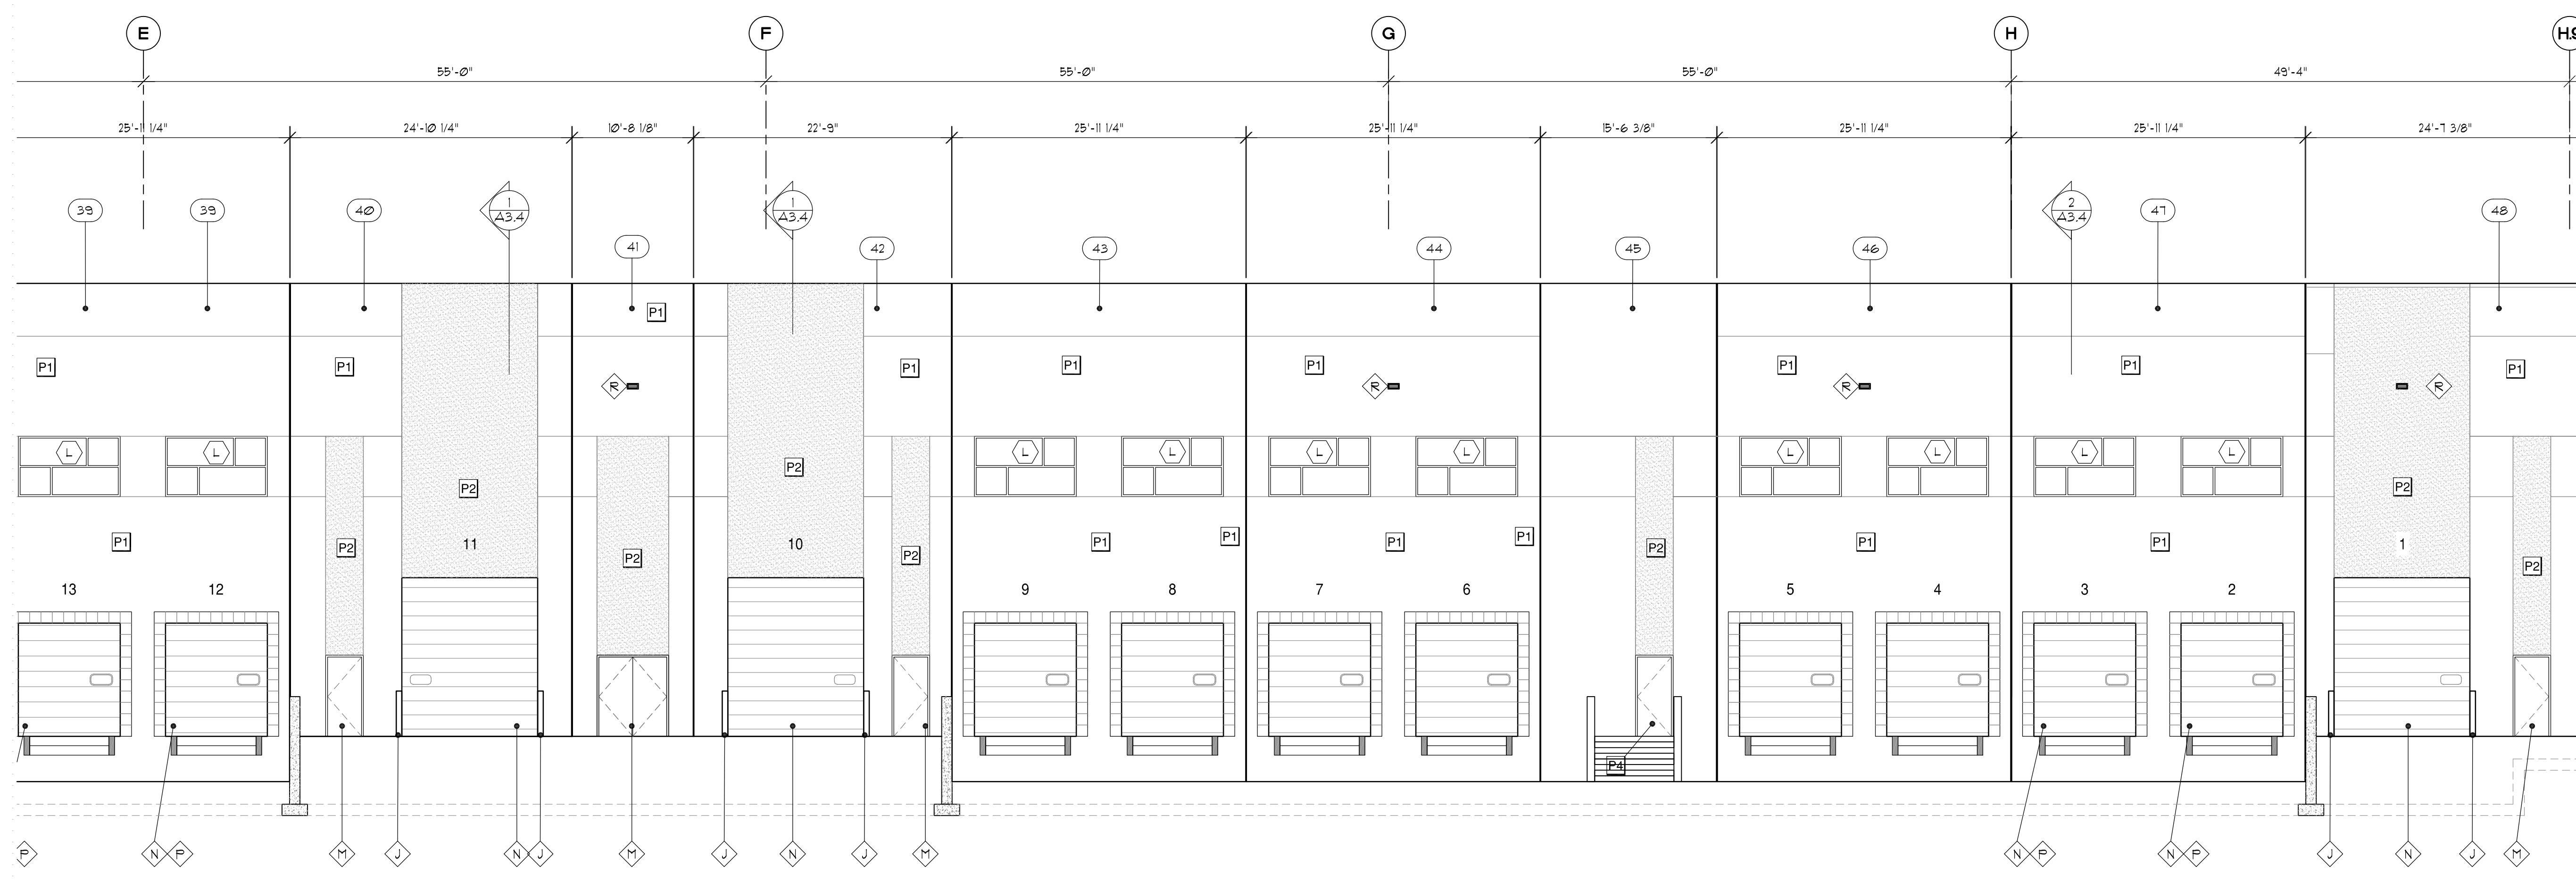 E F G H H.9
55'-0" 55'-0" 55'-0" 49'-4"
25'-11 1/4" 24'-10 1/4" 10'-8 1/8" 22'-9" 25'-11 1/4" 25'-11 1/4" 15'-6 3/8" 25'-11 1/4" 25'-11 1/4" 24'-7 3/8"
1 1 2
39 39 40 47 48
A3.4 A3.4 A3.4
41 42 43 44 45 46
P1
P1 P1 P1 P1 P1 P1 P1 P1
R R R R
L L L L L L L L
P2 P2 P2
P1 P2 11 P2 10 P2 P1 P1 P1 P1 P2 P1 P1 1 P2
13 12 9 8 7 6 5 4 3 2
P4
P N P M J N J M J N J M N P N P J N J M